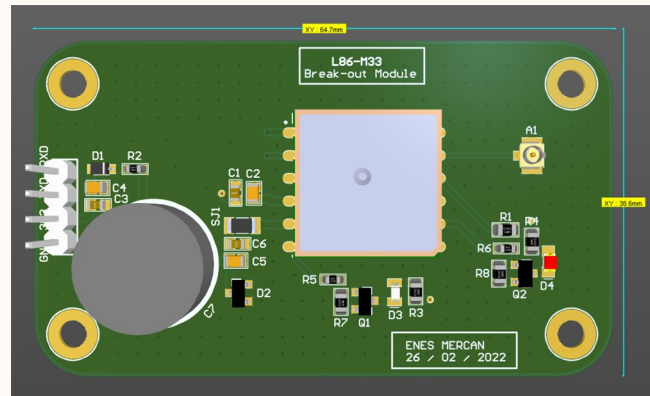 XY : 64.7mm
L86-M33
Break-out Module
A1
D1
R2
C4
C3
C1
C2
SJ1
C6
C5
D2
C7
R5
R7
Q1
D3
R3
R1
R4
R6
R8
Q2
D4
XY : 38.6mm
ENES MERCAN
26 / 02 / 2022